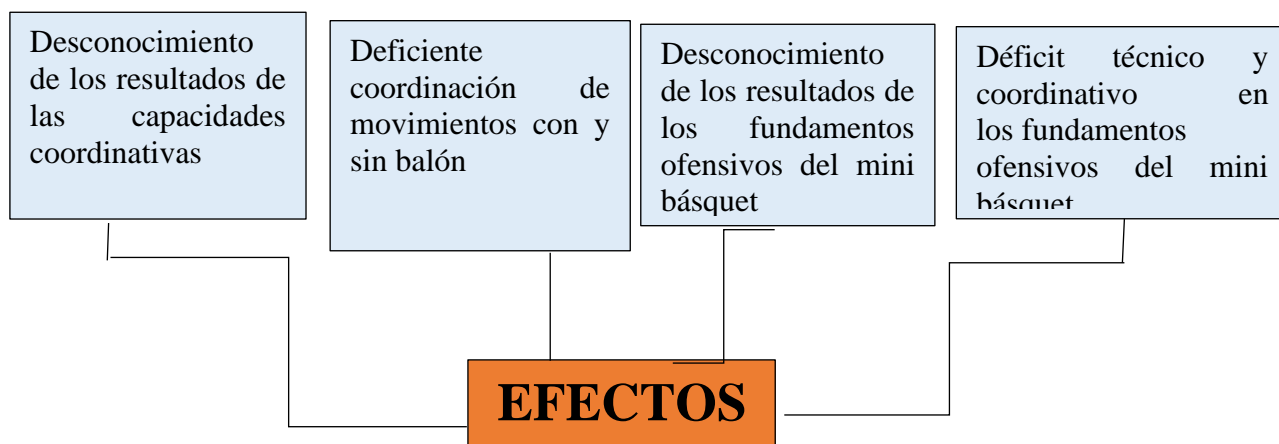 Desconocimiento
de los resultados de
las capacidades
coordinativas
Deficiente
coordinación de
movimientos con y
sin balón
Desconocimiento
de los resultados de
los fundamentos
ofensivos del mini
básquet
Déficit técnico y
coordinativo en
los fundamentos
ofensivos del mini
básquet
EFECTOS